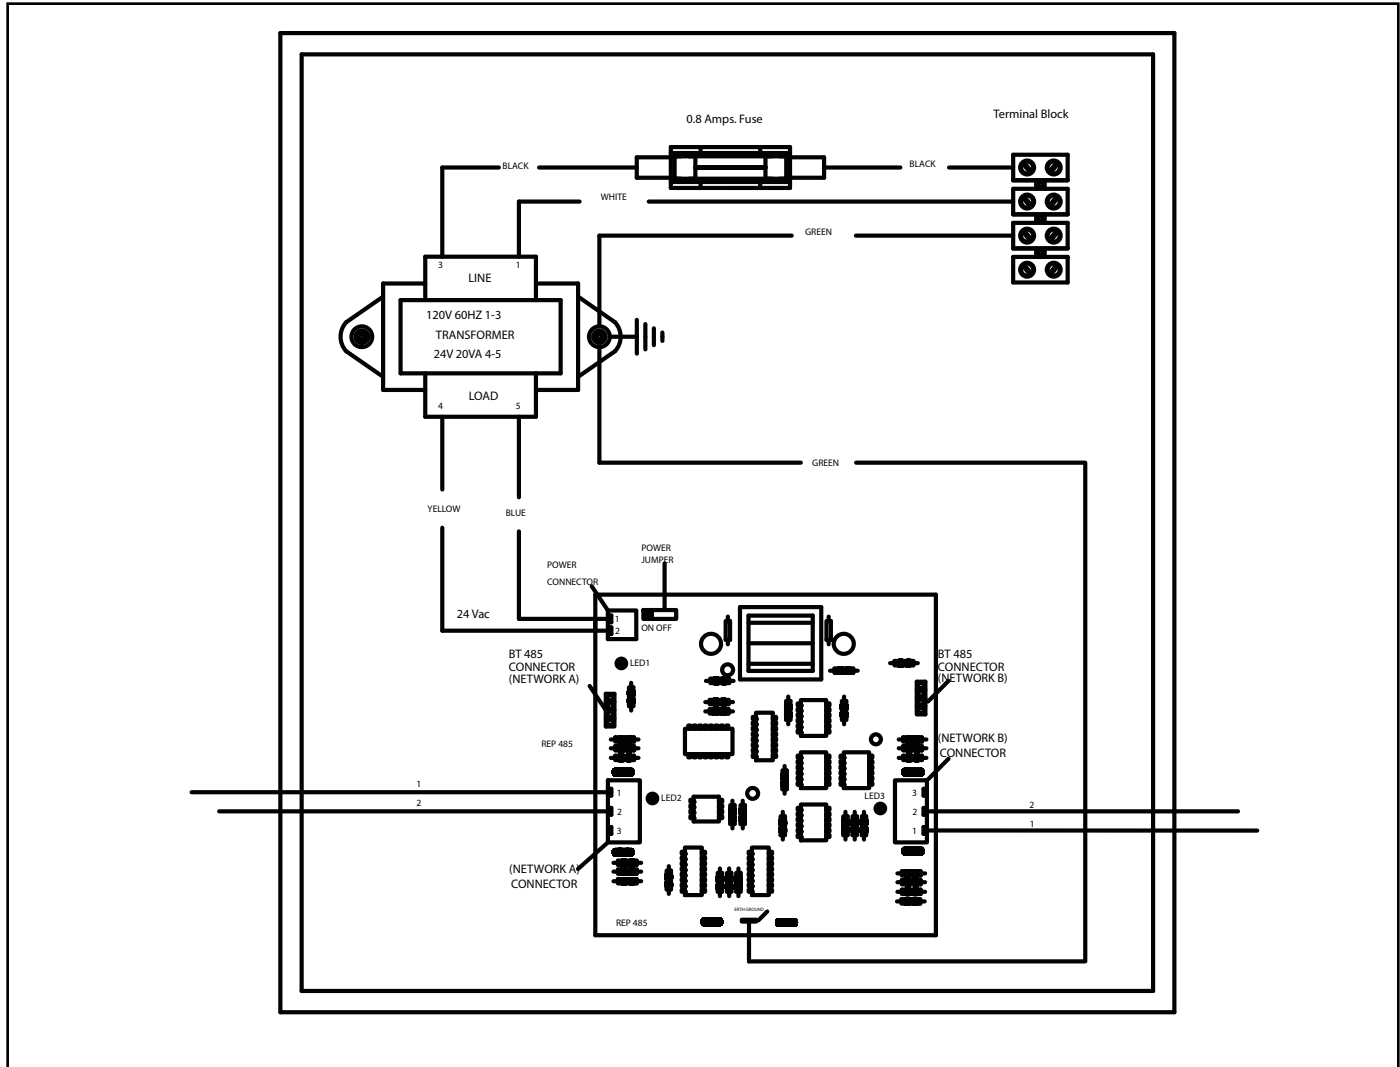 0.8 Amps. Fuse
Terminal Block
BLACK
BLACK
WHITE
GREEN
3
1
LINE
120V 60HZ 1-3
TRANSFORMER
24V 20VA 4-5
LOAD
4
5
GREEN
YELLOW
BLUE
POWER
JUMPER
POWER
CONNECTOR
24 Vac
1
2
ON OFF
BT 485
CONNECTOR
(NETWORK A)
LED1
BT 485
CONNECTOR
(NETWORK B)
REP 485
(NETWORK B)
CONNECTOR
1
2
1
2
3
LED2
LED3
3
2
1
2
1
(NETWORK A)
CONNECTOR
ERTH GROUND
REP 485